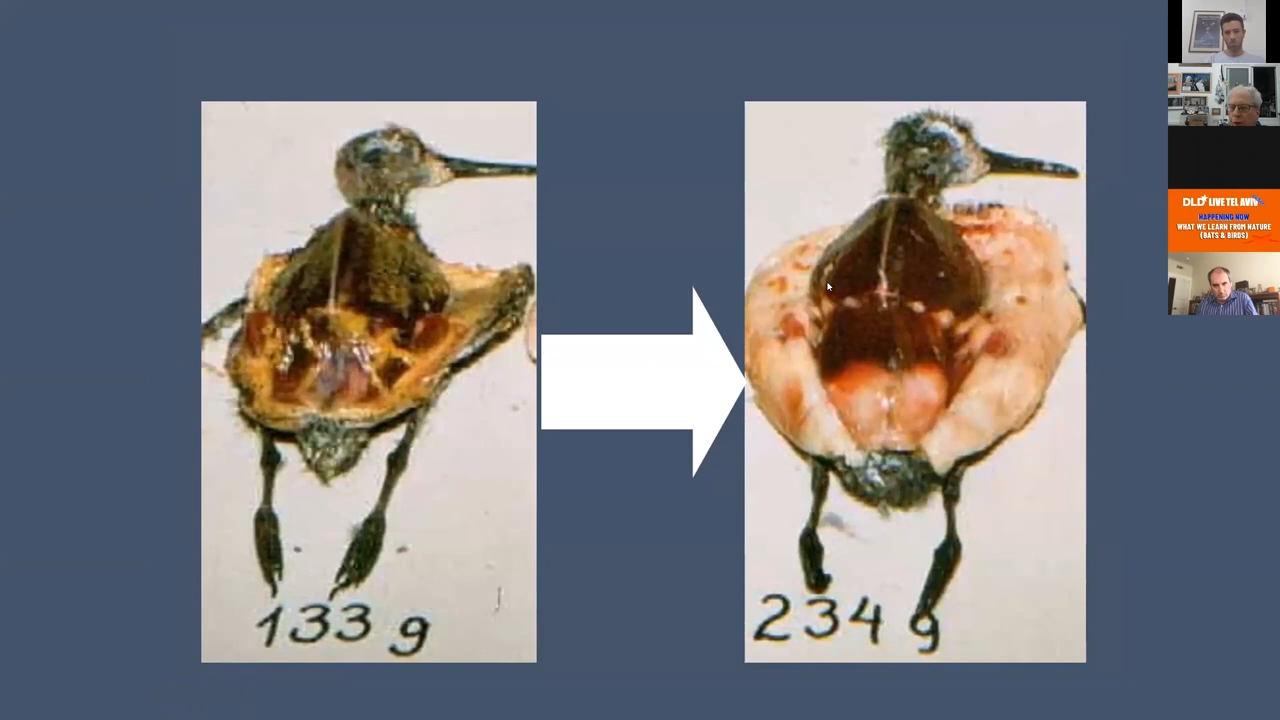 133 g
234 g
DLD LIVE TEL AVIV
HAPPENING NOW
WHAT WE LEARN FROM NATURE
(BATS & BIRDS)